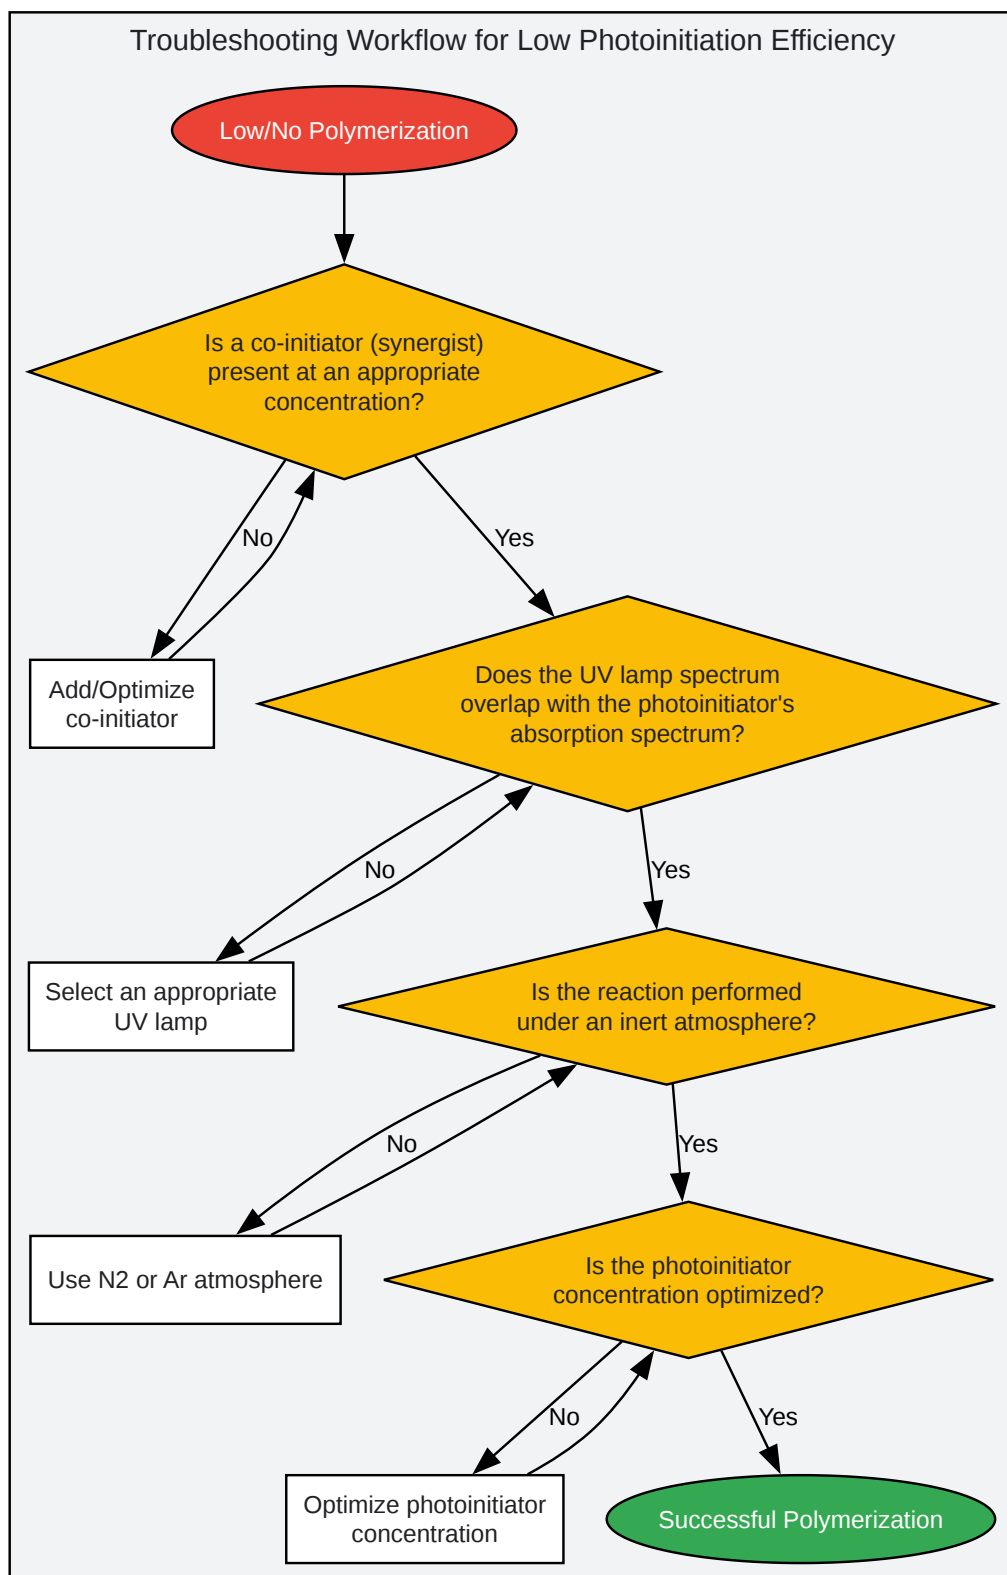 Troubleshooting Workflow for Low Photoinitiation Efficiency
Low/No Polymerization
Is a co-initiator (synergist)
present at an appropriate
concentration?
No
Yes
Add/Optimize
co-initiator
Does the UV lamp spectrum
overlap with the photoinitiator's
absorption spectrum?
No
Yes
Select an appropriate
UV lamp
Is the reaction performed
under an inert atmosphere?
No
Yes
Use N2 or Ar atmosphere
Is the photoinitiator
concentration optimized?
No
Yes
Optimize photoinitiator
concentration
Successful Polymerization